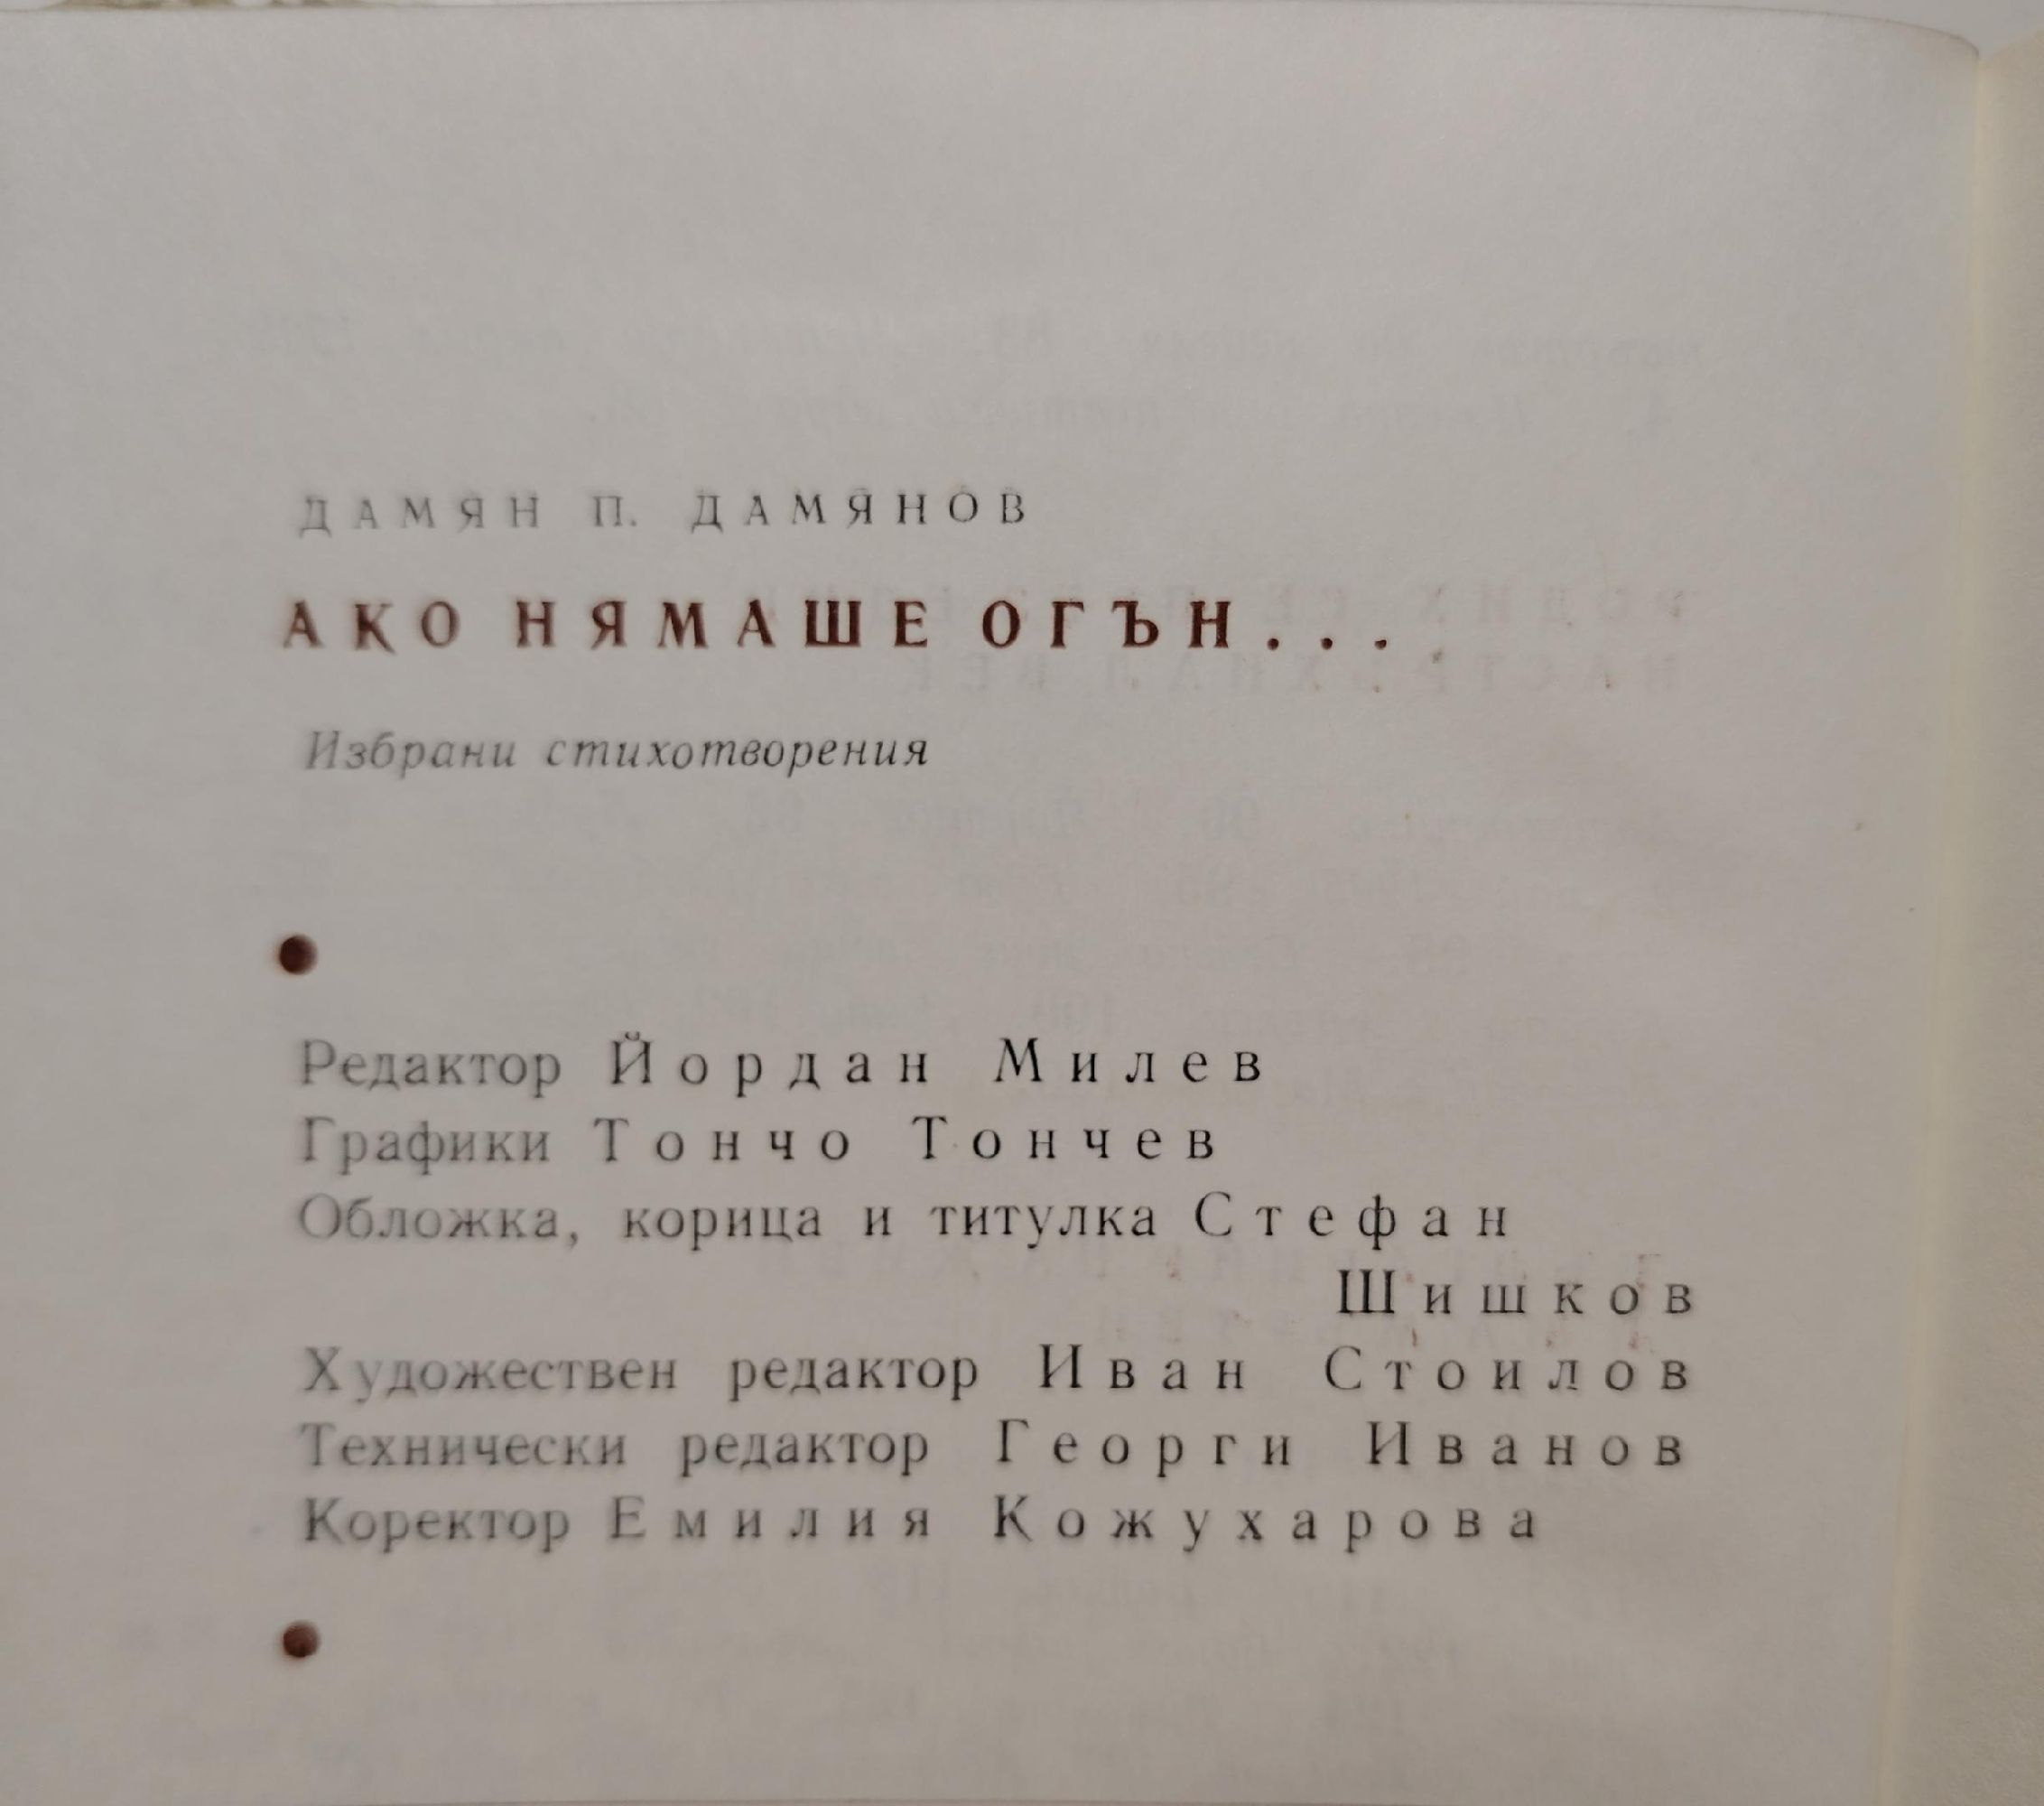 ДАМЯН П. ДАМЯНОВ
АКО НЯМАШЕ ОГЪН...
Избрани стихотворения
Редактор Йордан Милев
Графики Тончо Тончев
Обложка, корица и титулка Стефан
Шишков
Художествен редактор Иван Стоилов
Технически редактор Георги Иванов
Коректор Емилия Кожухарова